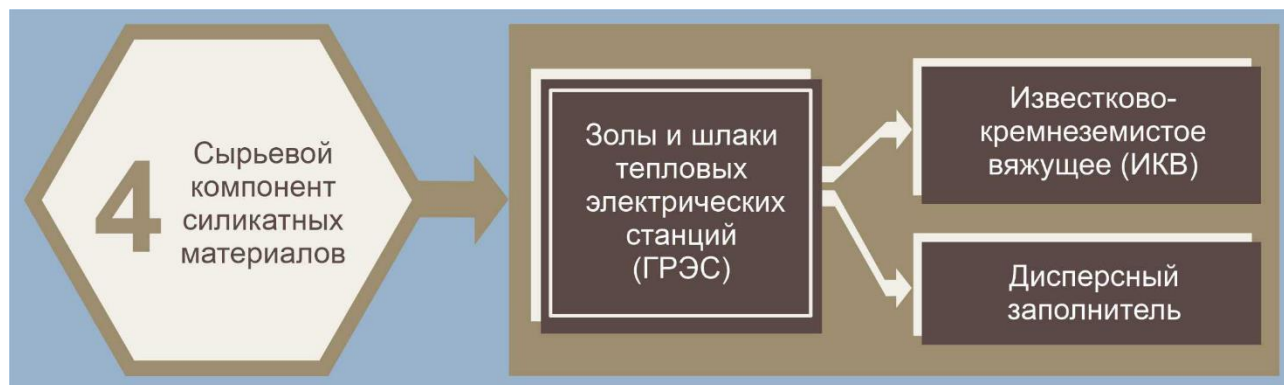 4
Сырьевой
компонент
силикатных
материалов
Золы и шлаки
тепловых
электрических
станций
(ГРЭС)
Известково-
кремнеземистое
вяжущее (ИКВ)
Дисперсный
заполнитель